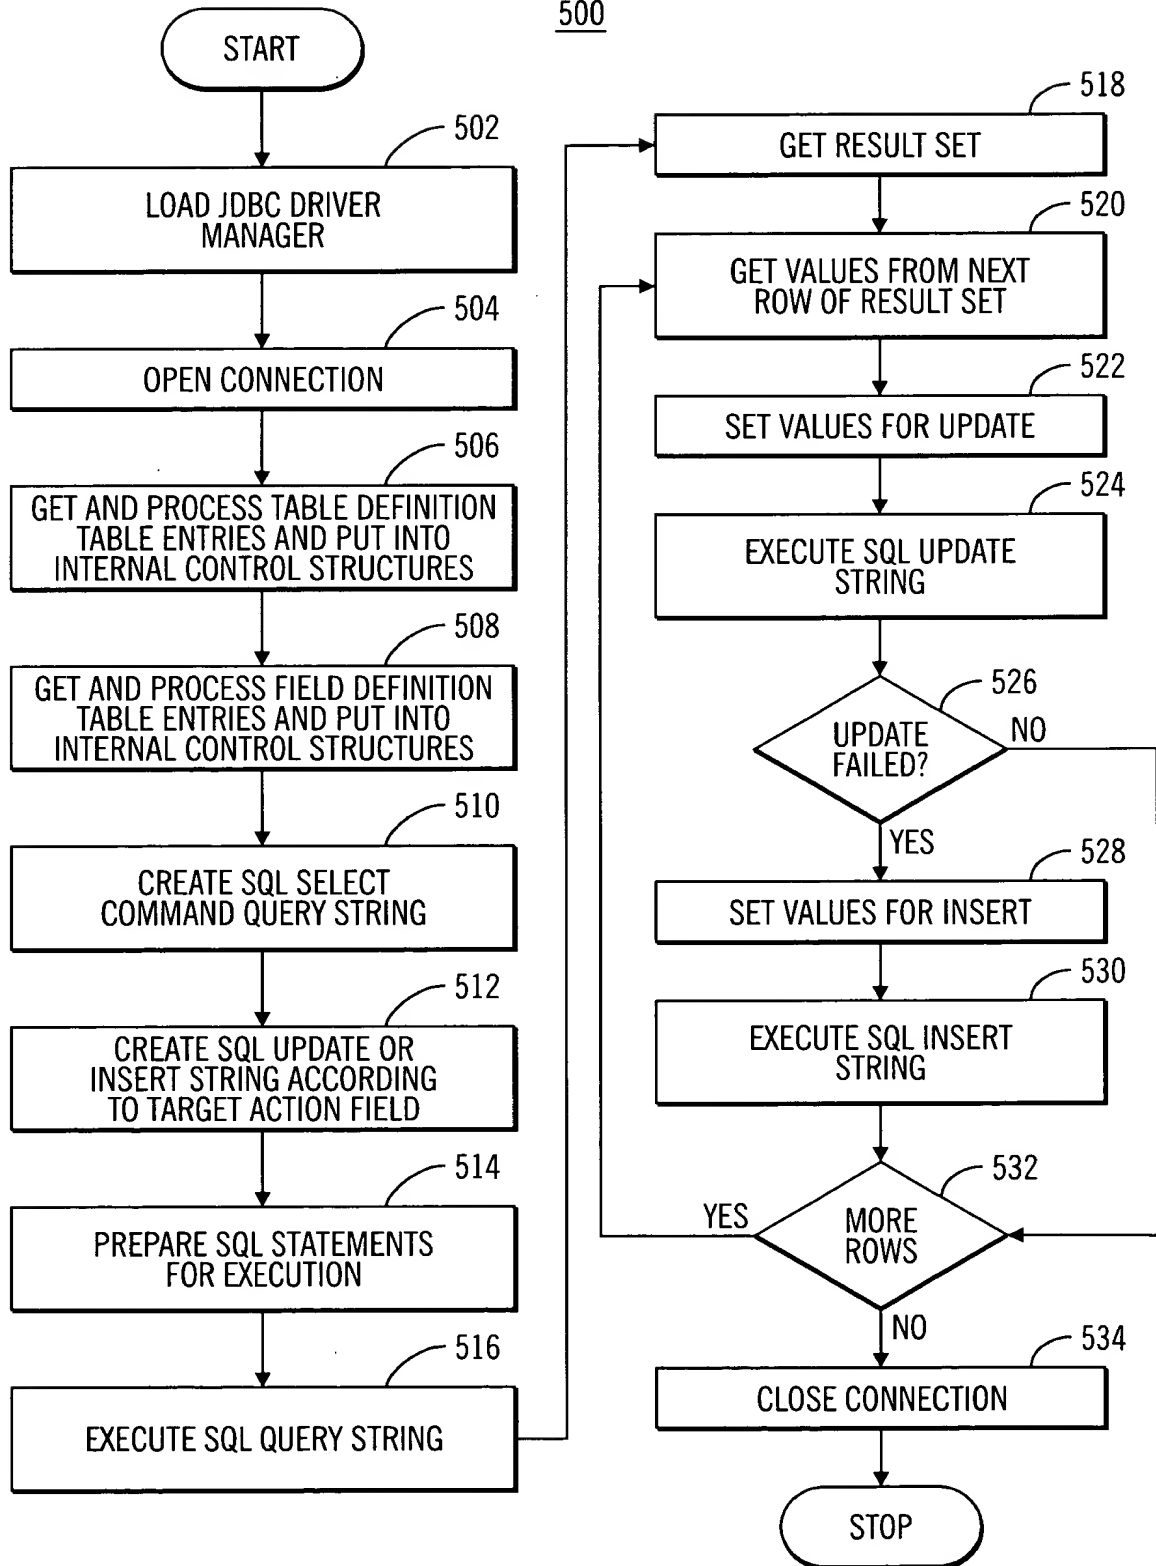 500
START
502
LOAD JDBC DRIVER
MANAGER
504
OPEN CONNECTION
506
GET AND PROCESS TABLE DEFINITION
TABLE ENTRIES AND PUT INTO
INTERNAL CONTROL STRUCTURES
508
GET AND PROCESS FIELD DEFINITION
TABLE ENTRIES AND PUT INTO
INTERNAL CONTROL STRUCTURES
510
CREATE SQL SELECT
COMMAND QUERY STRING
512
CREATE SQL UPDATE OR
INSERT STRING ACCORDING
TO TARGET ACTION FIELD
514
PREPARE SQL STATEMENTS
FOR EXECUTION
516
EXECUTE SQL QUERY STRING
518
GET RESULT SET
520
GET VALUES FROM NEXT
ROW OF RESULT SET
522
SET VALUES FOR UPDATE
524
EXECUTE SQL UPDATE
STRING
526
UPDATE
FAILED?
NO
YES
528
SET VALUES FOR INSERT
530
EXECUTE SQL INSERT
STRING
532
MORE
ROWS
YES
NO
534
CLOSE CONNECTION
STOP